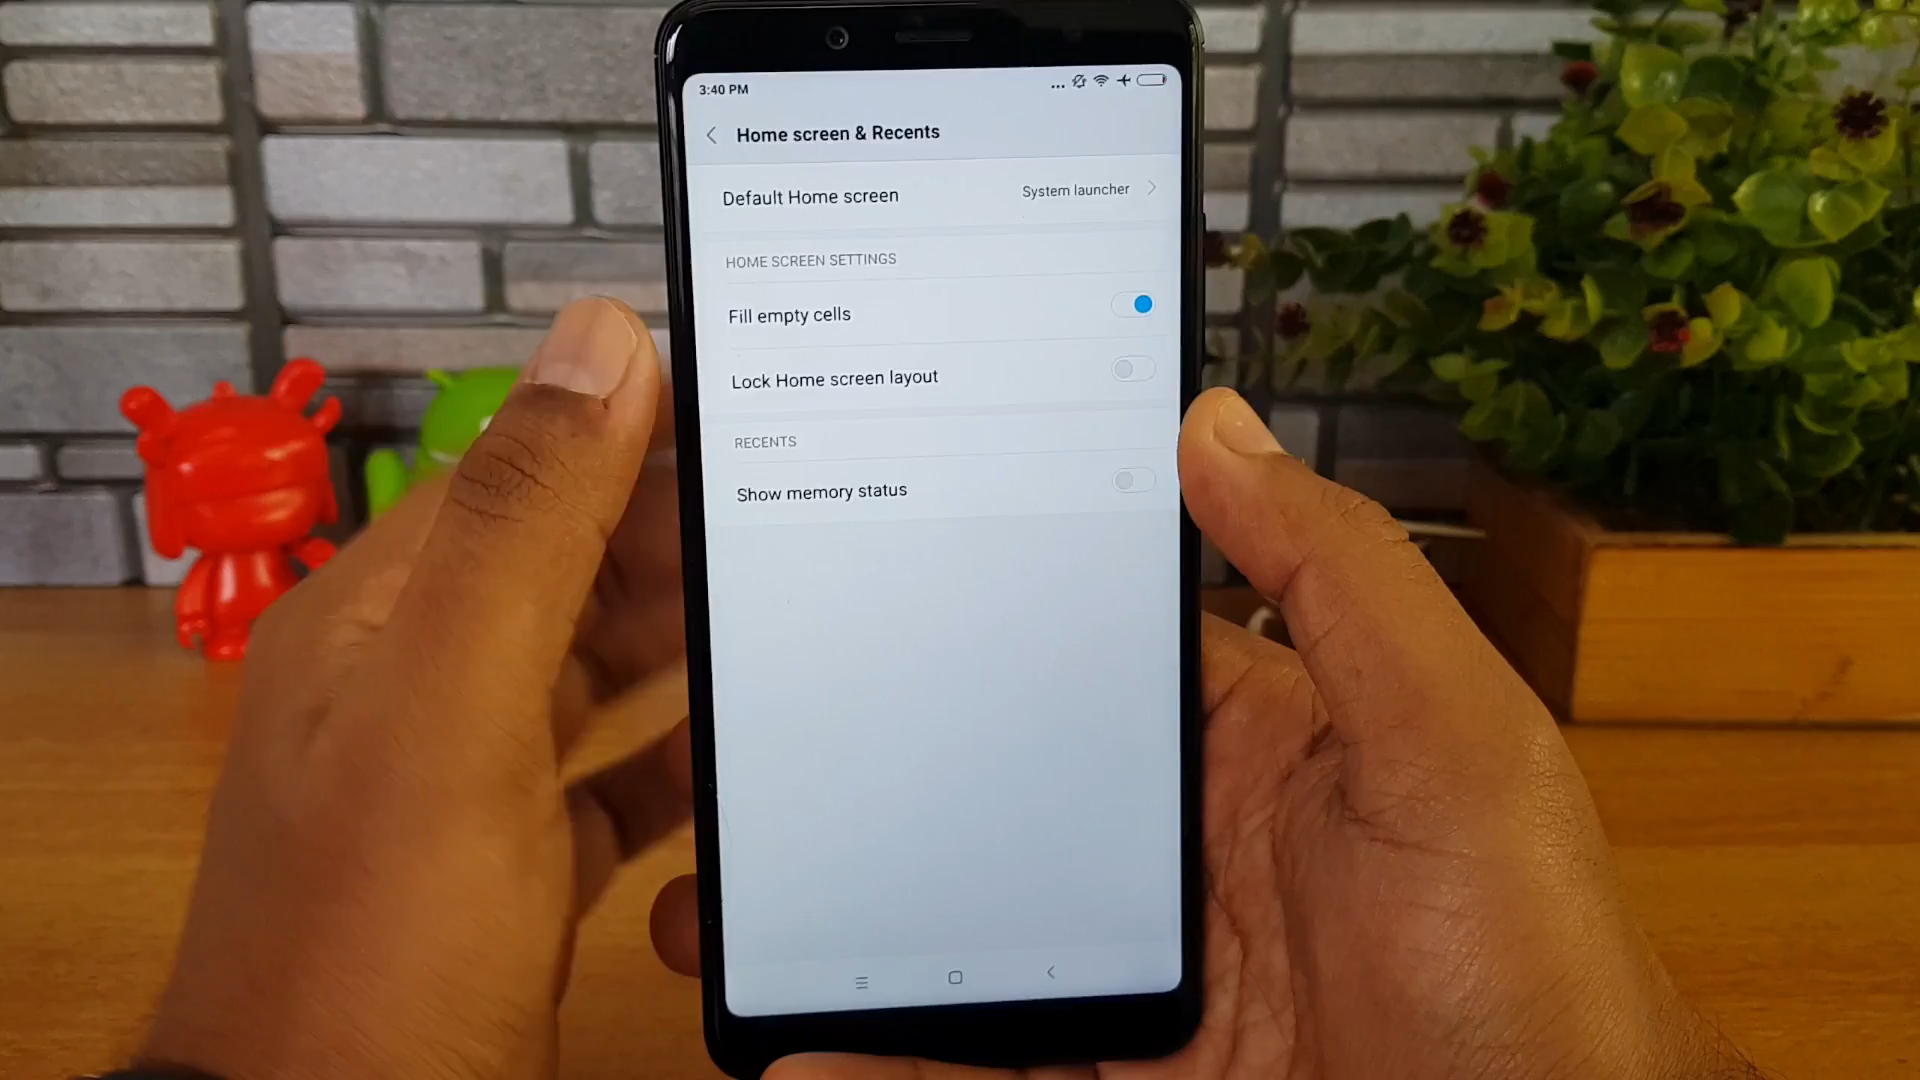 3:40 PM
Home screen & Recents
Default Home screen
System launcher
HOME SCREEN SETTINGS
Fill empty cells
Lock Home screen layout
RECENTS
Show memory status